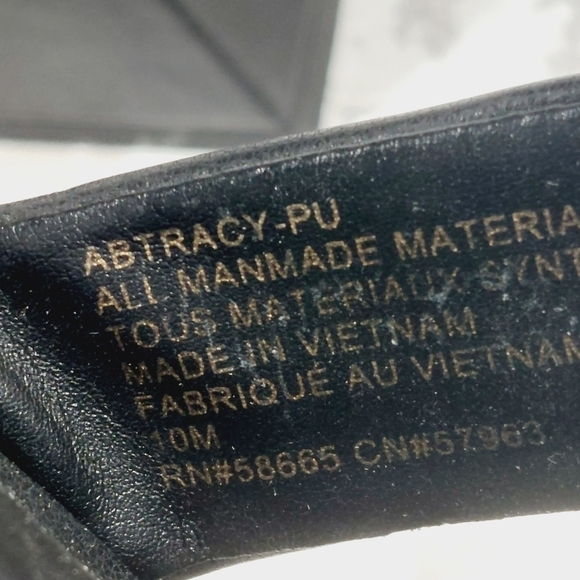 ABTRACY-PU
ALL MANMADE MATERIA
TOUS MATERIAUX SYNT
MADE IN VIETNAM
FABRIQUÉ AU VIETNAM
10M
RN#58665 CN#57963